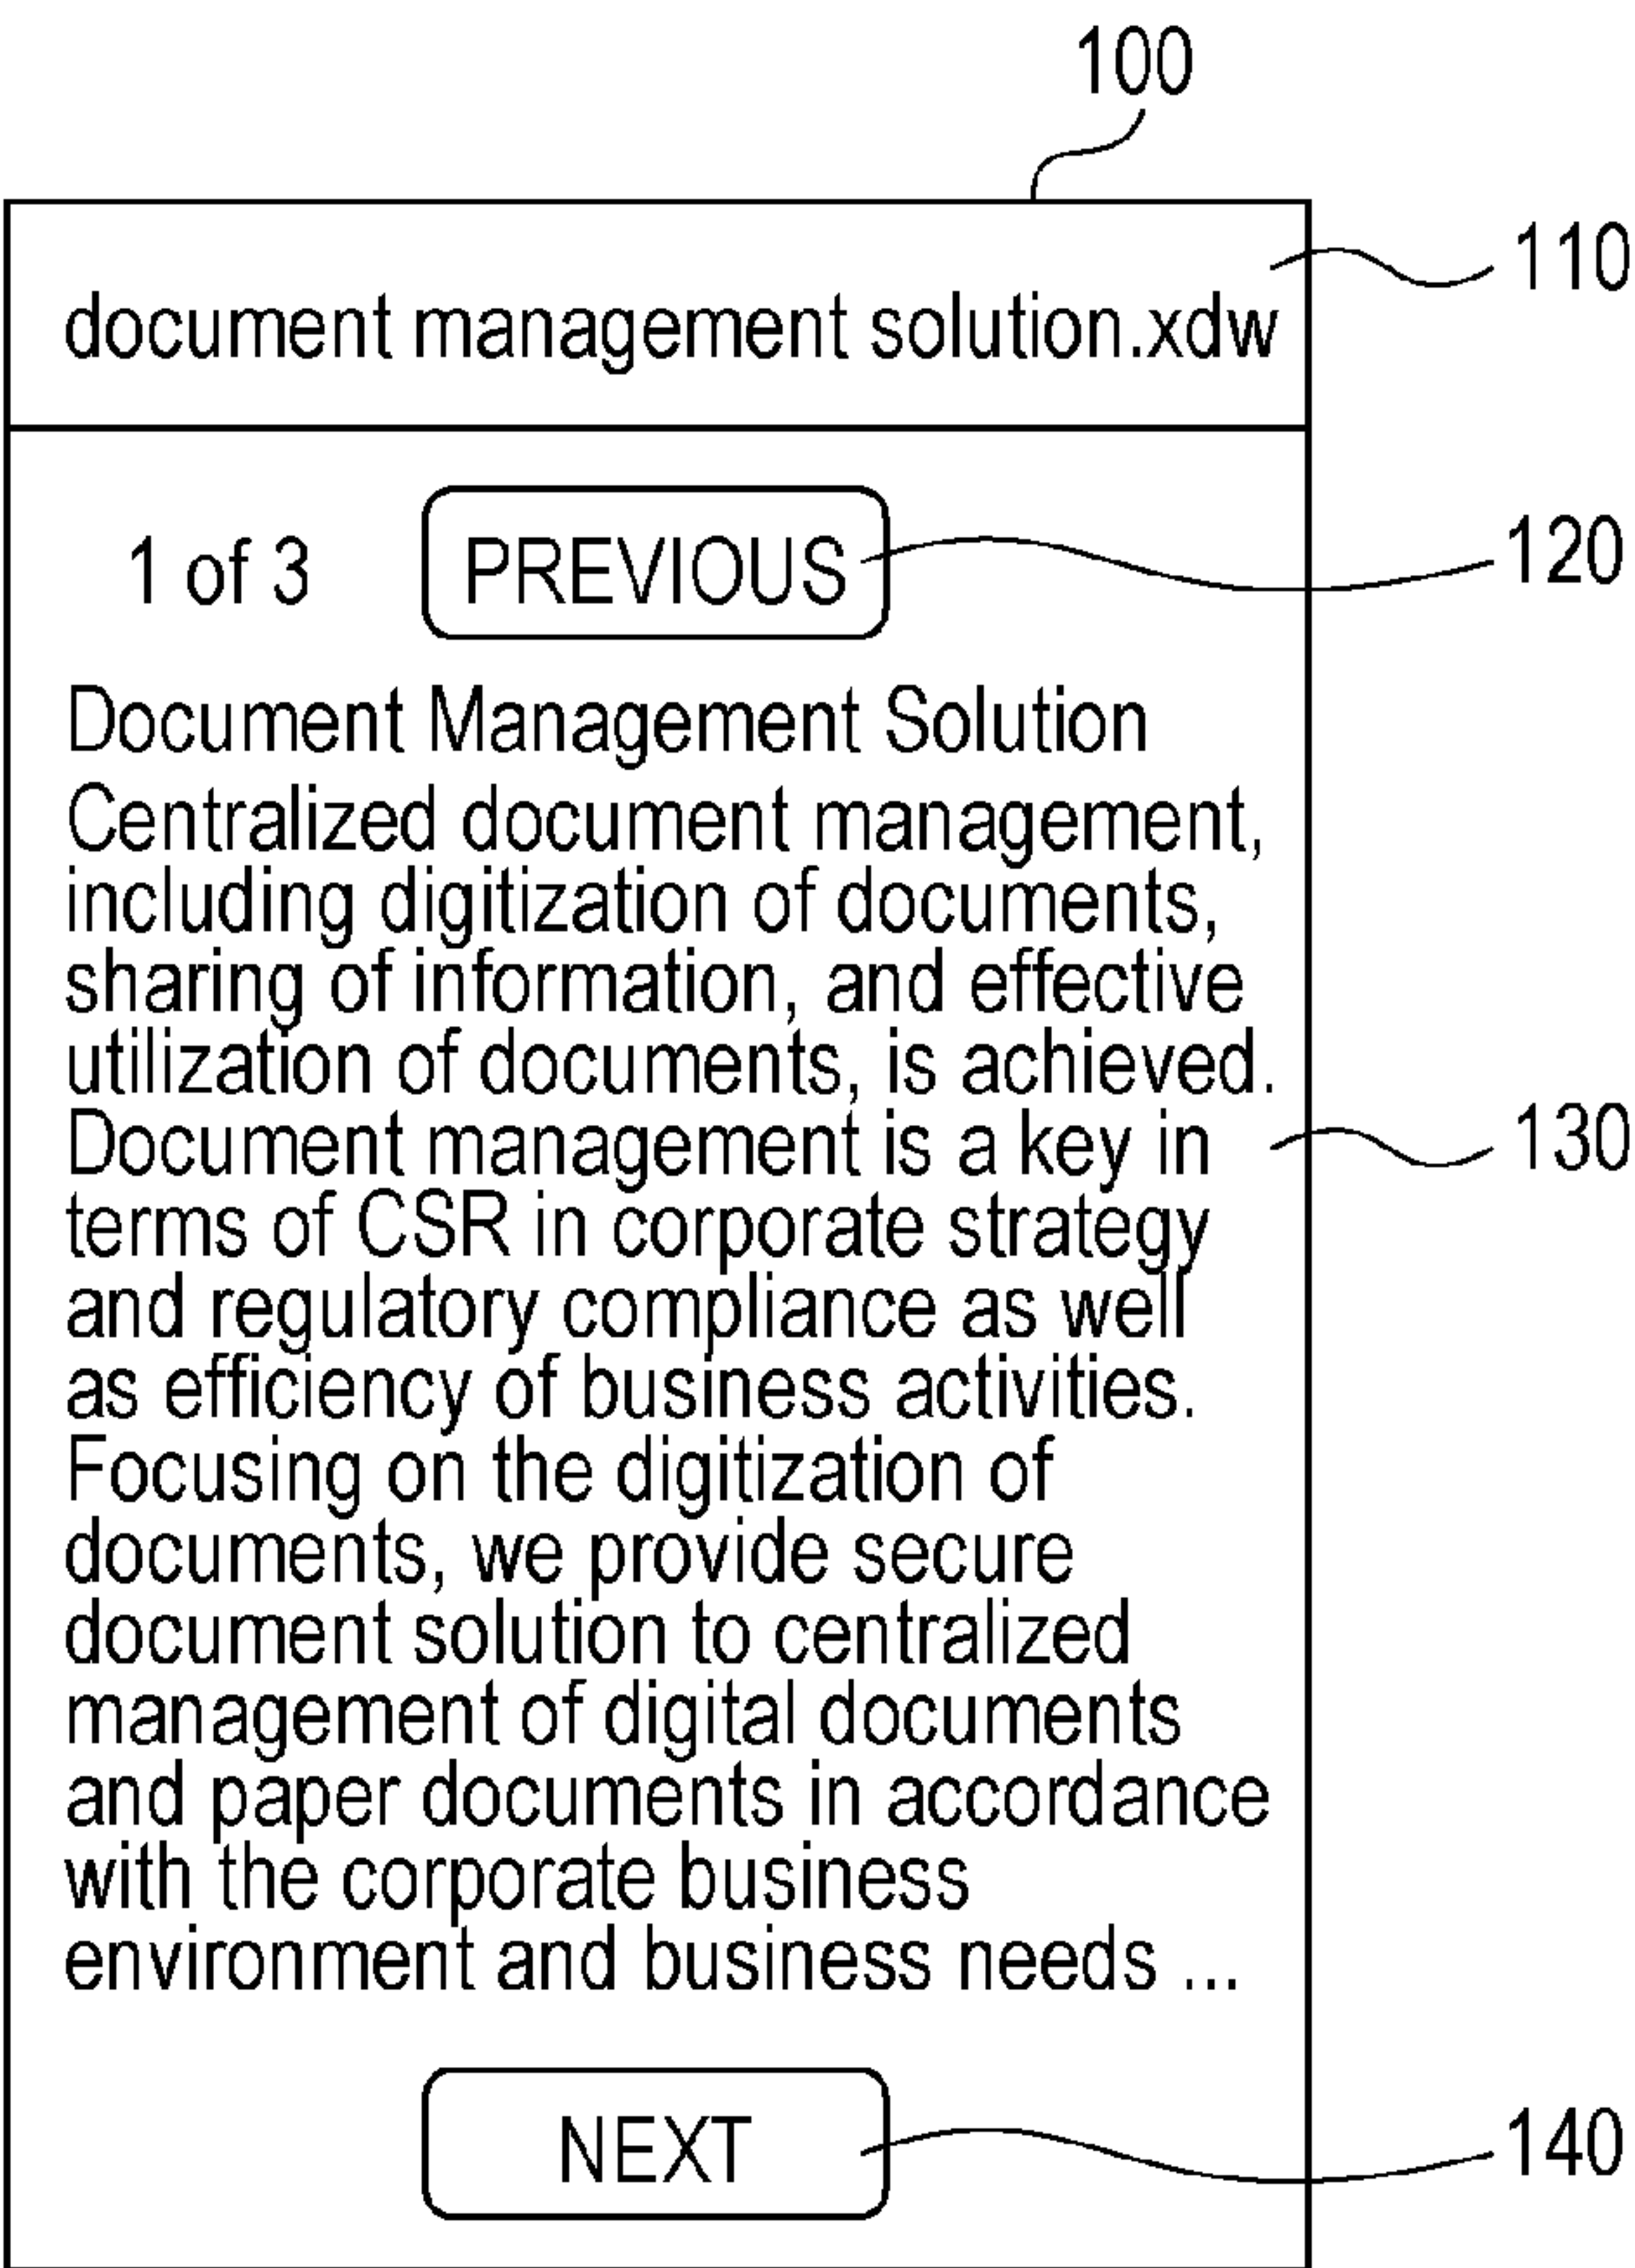 100
110
document management solution.xdw
1 of 3 PREVIOUS
120
Document Management Solution
Centralized document management,
including digitization of documents,
sharing of information, and effective
utilization of documents, is achieved.
Document management is a key in
130
terms of CSR in corporate strategy
and regulatory compliance as well
as efficiency of business activities.
Focusing on the digitization of
documents, we provide secure
document solution to centralized
management of digital documents
and paper documents in accordance
with the corporate business
environment and business needs ...
NEXT
140